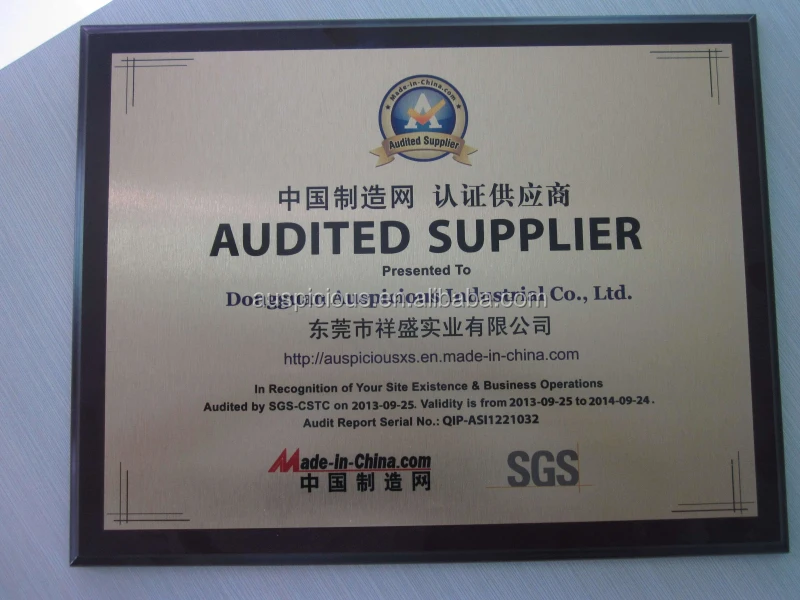 Made-in-China.com
Audited Supplier
中国制造网 认证供应商
AUDITED SUPPLIER
Presented To
Dongguan Auspicious Industrial Co., Ltd.
东莞市祥盛实业有限公司
http://auspiciousxs.en.made-in-china.com
In Recognition of Your Site Existence & Business Operations
Audited by SGS-CSTC on 2013-09-25. Validity is from 2013-09-25 to 2014-09-24.
Audit Report Serial No.: QIP-ASI1221032
Made-in-China.com
中国制造网
SGS